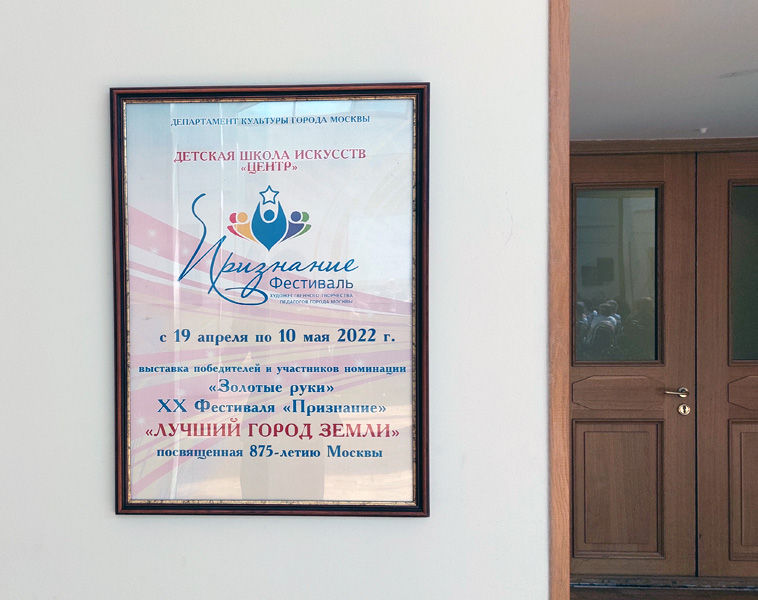 ДЕПАРТАМЕНТ КУЛЬТУРЫ ГОРОДА МОСКВЫ
ДЕТСКАЯ ШКОЛА ИСКУССТВ
«ЦЕНТР»
Признание
Фестиваль
ХУДОЖЕСТВЕННОГО ТВОРЧЕСТВА
ПЕДАГОГОВ ГОРОДА МОСКВЫ
с 19 апреля по 10 мая 2022 г.
выставка победителей и участников номинации
«Золотые руки»
XX Фестиваля «Признание»
«ЛУЧШИЙ ГОРОД ЗЕМЛИ»
посвященная 875-летию Москвы